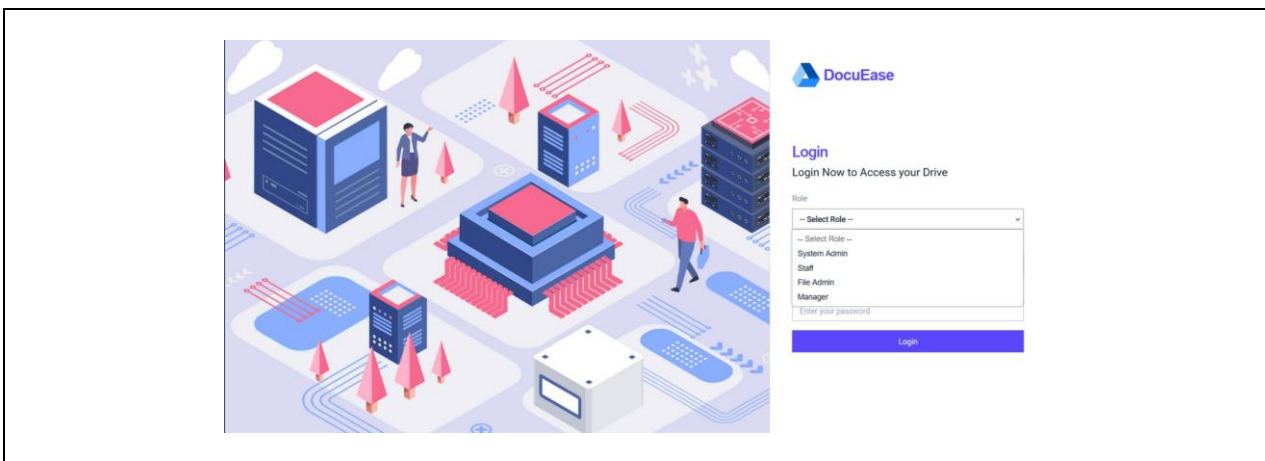 DocuEase
Login
Login Now to Access your Drive
Role
-- Select Role --
-- Select Role --
System Admin
Staff
File Admin
Manager
Enter your password
Login